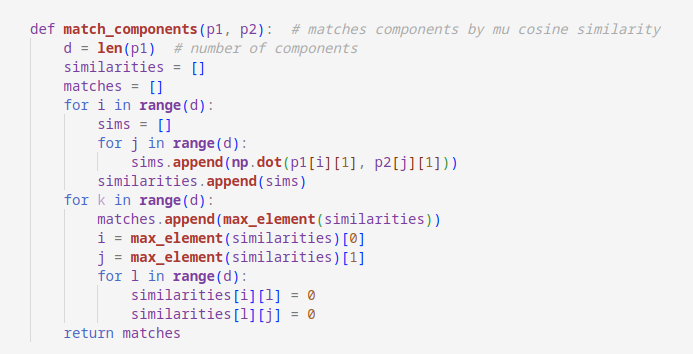 def match_components(p1, p2):  # matches components by mu cosine similarity
    d = len(p1)  # number of components
    similarities = []
    matches = []
    for i in range(d):
        sims = []
        for j in range(d):
            sims.append(np.dot(p1[i][1], p2[j][1]))
        similarities.append(sims)
    for k in range(d):
        matches.append(max_element(similarities))
        i = max_element(similarities)[0]
        j = max_element(similarities)[1]
        for l in range(d):
            similarities[i][l] = 0
            similarities[l][j] = 0
    return matches